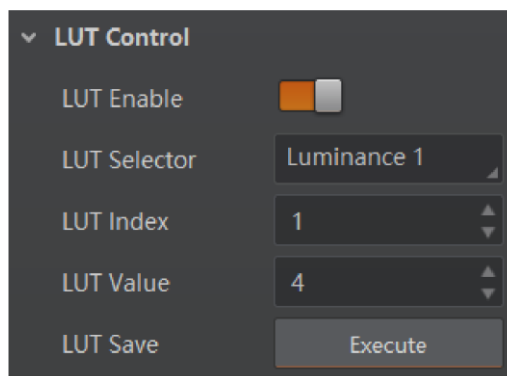 LUT Control
LUT Enable
LUT Selector Luminance 1
LUT Index 1
LUT Value 4
LUT Save Execute